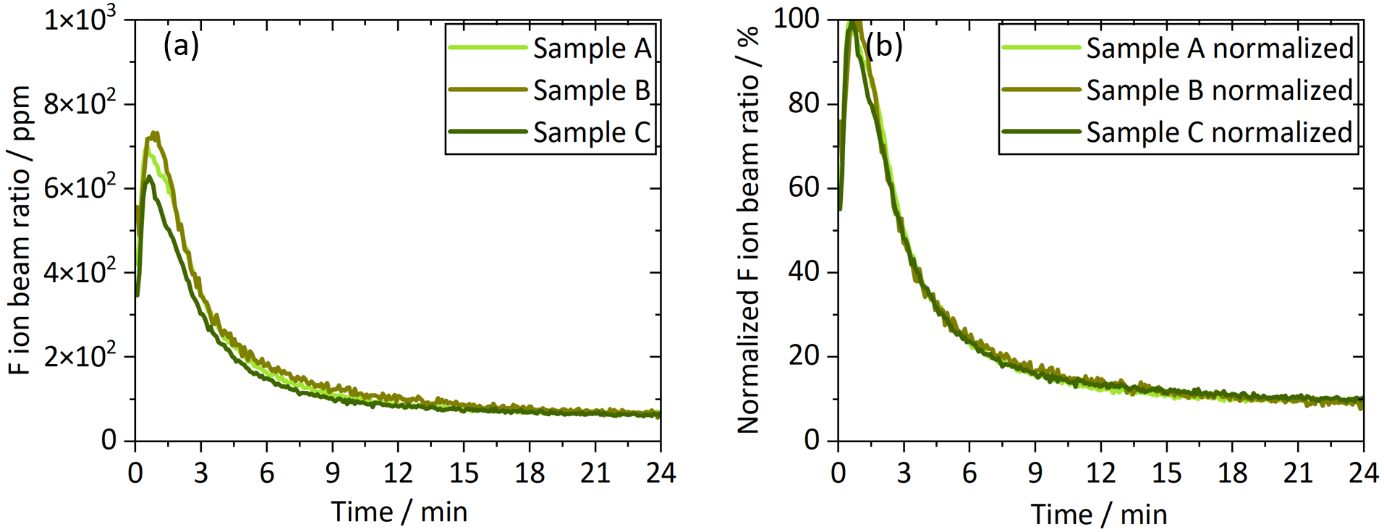 1×10³
8×10²
6×10²
4×10²
2×10²
0
F ion beam ratio / ppm
(a)
Sample A
Sample B
Sample C
0 3 6 9 12 15 18 21 24
Time / min
100
80
60
40
20
0
Normalized F ion beam ratio / %
(b)
Sample A normalized
Sample B normalized
Sample C normalized
0 3 6 9 12 15 18 21 24
Time / min